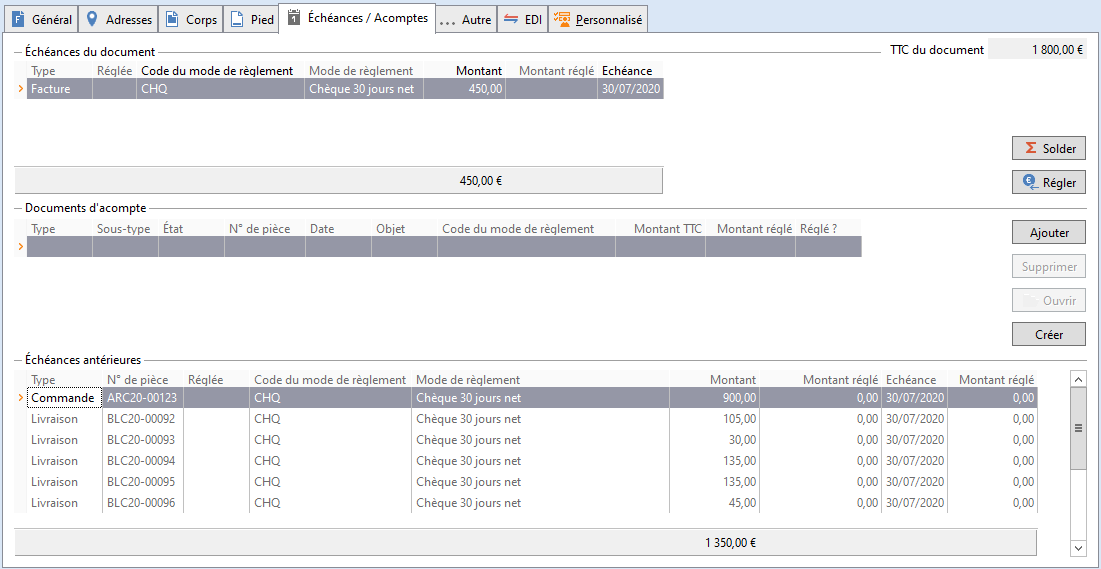 Général Adresses Corps Pied Échéances / Acomptes ... Autre EDI Personnalisé
Échéances du document TTC du document 1 800,00 €
Type Réglée Code du mode de règlement Mode de règlement Montant Montant réglé Echéance
Facture CHQ Chèque 30 jours net 450,00 30/07/2020
Σ Solder
450,00 € Régler
Documents d'acompte
Type Sous-type État N° de pièce Date Objet Code du mode de règlement Montant TTC Montant réglé Réglé ? Ajouter
Supprimer
Ouvrir
Créer
Échéances antérieures
Type N° de pièce Réglée Code du mode de règlement Mode de règlement Montant Montant réglé Echéance Montant réglé
Commande ARC20-00123 CHQ Chèque 30 jours net 900,00 0,00 30/07/2020 0,00
Livraison BLC20-00092 CHQ Chèque 30 jours net 105,00 0,00 30/07/2020 0,00
Livraison BLC20-00093 CHQ Chèque 30 jours net 30,00 0,00 30/07/2020 0,00
Livraison BLC20-00094 CHQ Chèque 30 jours net 135,00 0,00 30/07/2020 0,00
Livraison BLC20-00095 CHQ Chèque 30 jours net 135,00 0,00 30/07/2020 0,00
Livraison BLC20-00096 CHQ Chèque 30 jours net 45,00 0,00 30/07/2020 0,00
1 350,00 €